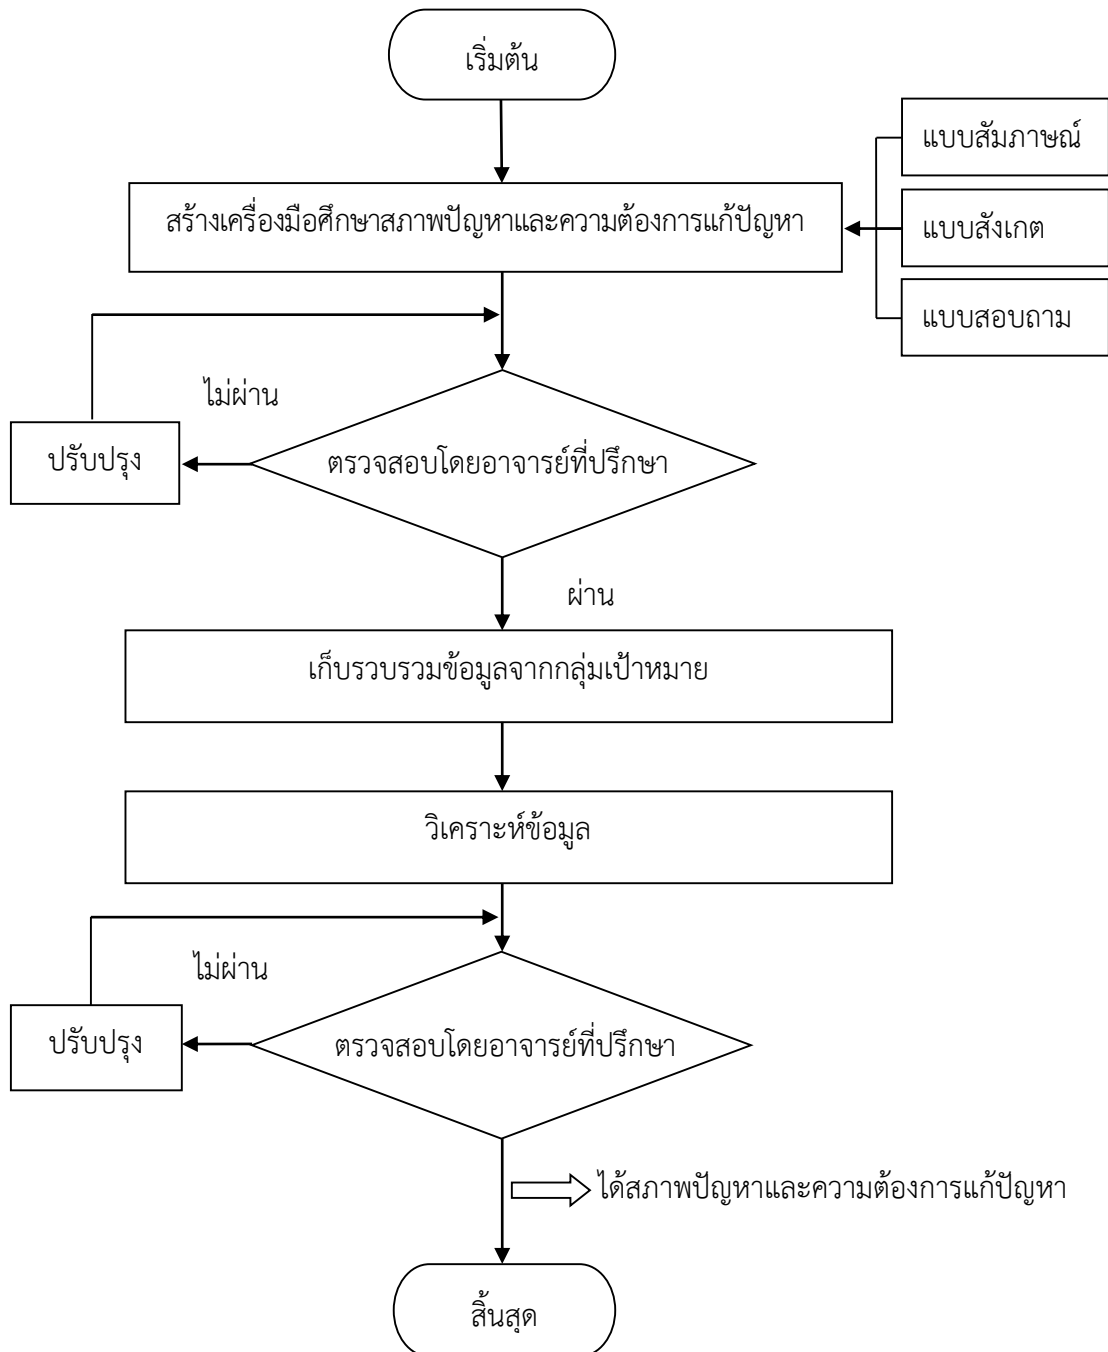 เริ่มต้น
แบบสัมภาษณ์
สร้างเครื่องมือศึกษาสภาพปัญหาและความต้องการแก้ปัญหา
แบบสังเกต
แบบสอบถาม
ไม่ผ่าน
ปรับปรุง
ตรวจสอบโดยอาจารย์ที่ปรึกษา
ผ่าน
เก็บรวบรวมข้อมูลจากกลุ่มเป้าหมาย
วิเคราะห์ข้อมูล
ไม่ผ่าน
ปรับปรุง
ตรวจสอบโดยอาจารย์ที่ปรึกษา
ได้สภาพปัญหาและความต้องการแก้ปัญหา
สิ้นสุด